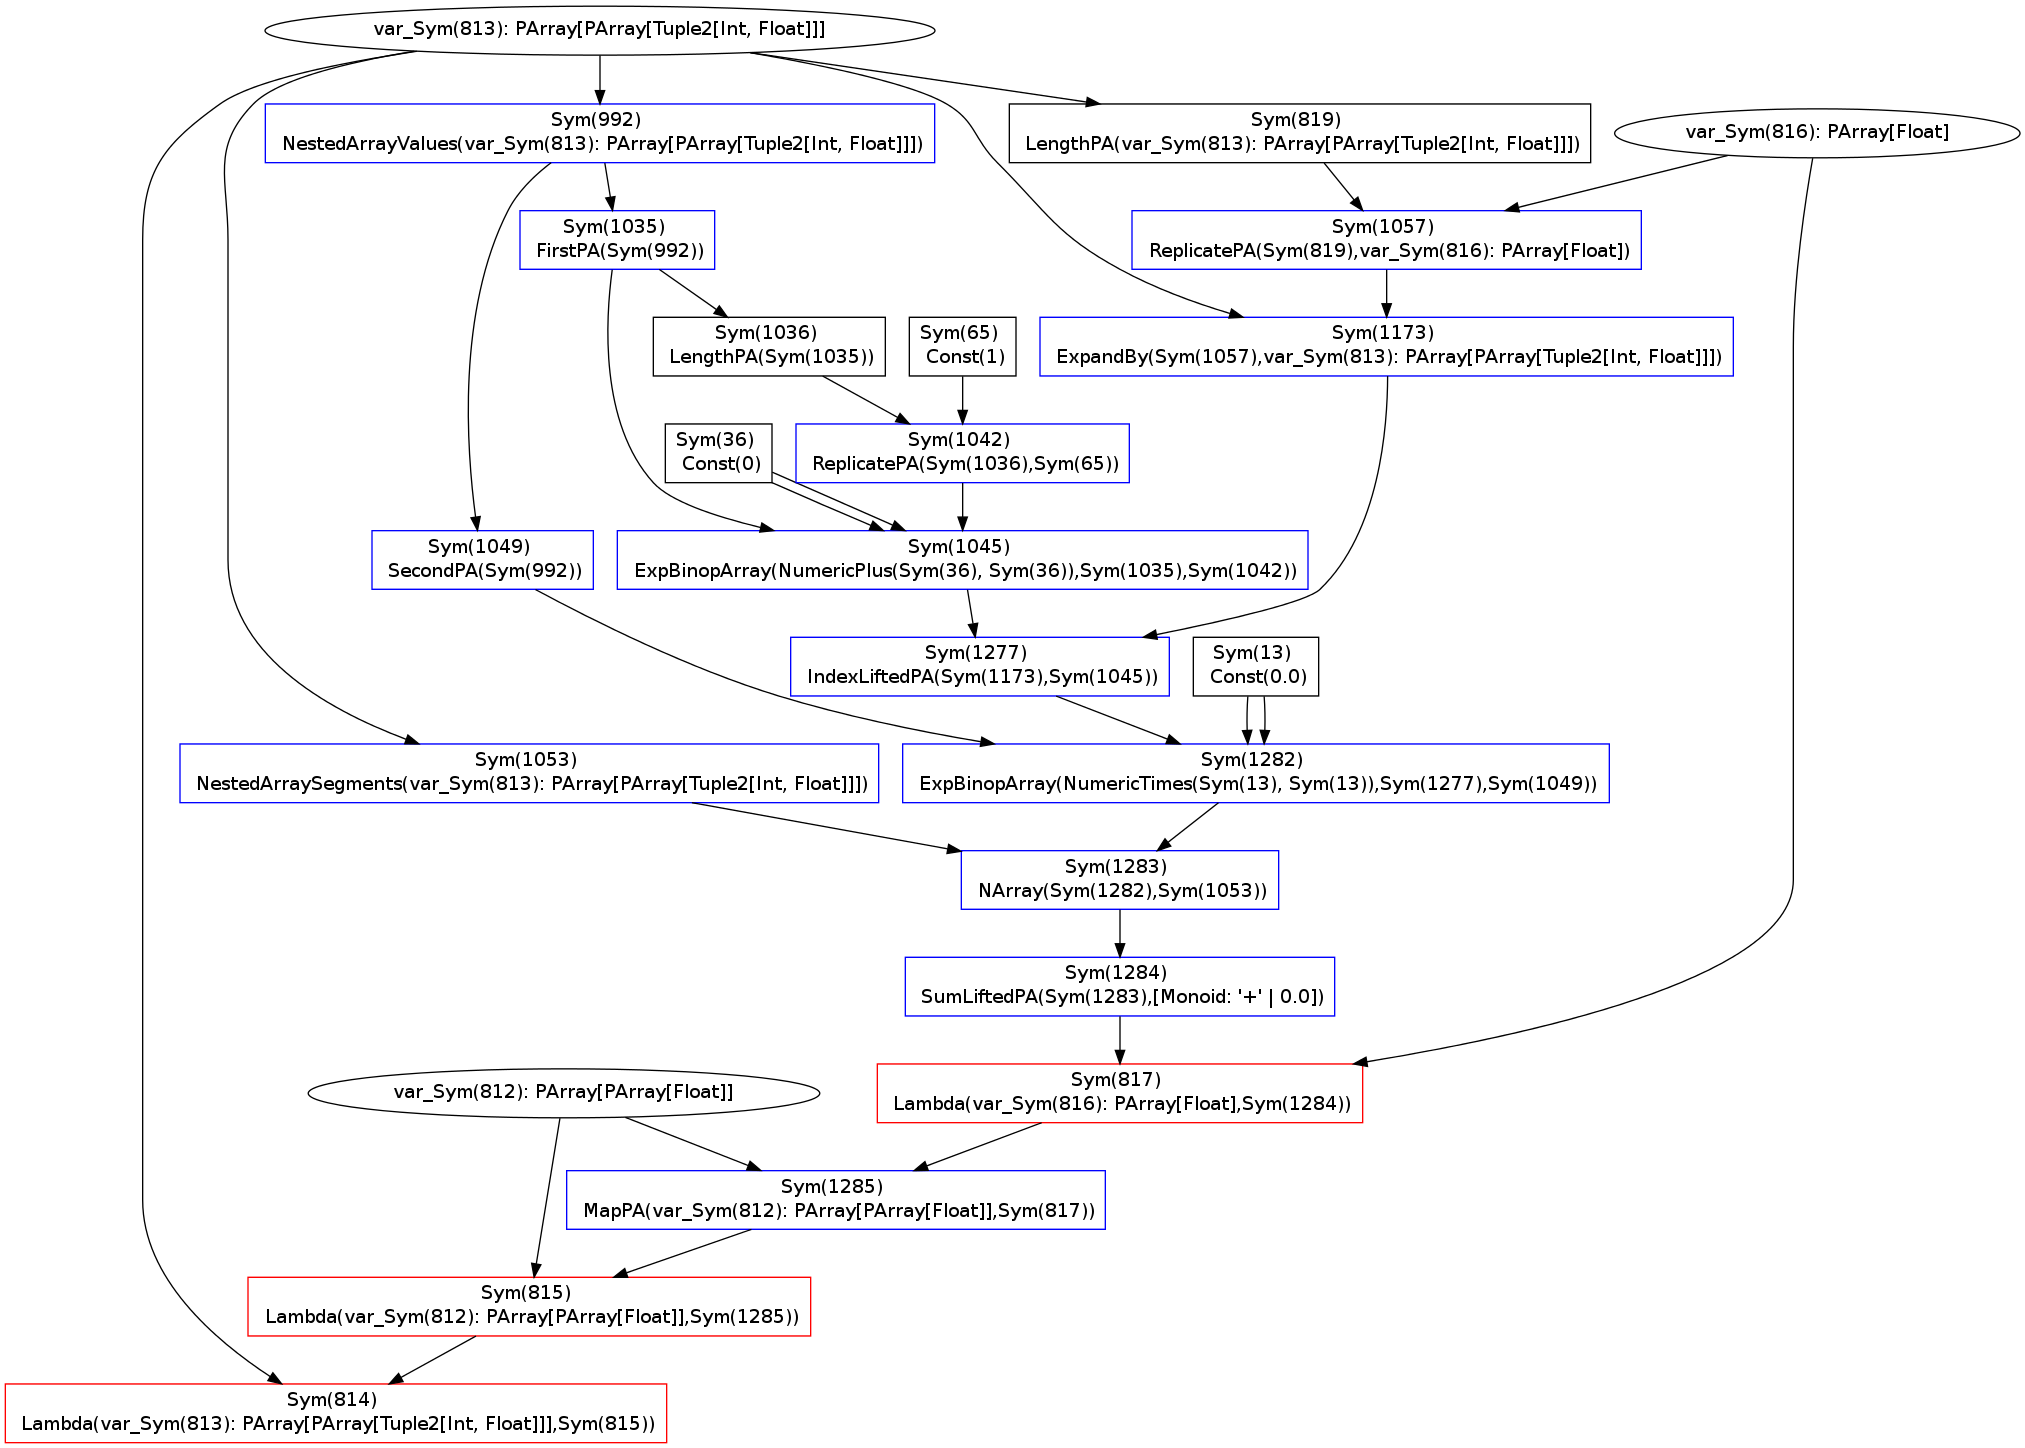 var_Sym(813): PArray[PArray[Tuple2[Int, Float]]]
Sym(992)
NestedArrayValues(var_Sym(813): PArray[PArray[Tuple2[Int, Float]]])
Sym(819)
LengthPA(var_Sym(813): PArray[PArray[Tuple2[Int, Float]]])
var_Sym(816): PArray[Float]
Sym(1035)
FirstPA(Sym(992))
Sym(1057)
ReplicatePA(Sym(819),var_Sym(816): PArray[Float])
Sym(1036)
LengthPA(Sym(1035))
Sym(65)
Const(1)
Sym(1173)
ExpandBy(Sym(1057),var_Sym(813): PArray[PArray[Tuple2[Int, Float]]])
Sym(36)
Const(0)
Sym(1042)
ReplicatePA(Sym(1036),Sym(65))
Sym(1049)
SecondPA(Sym(992))
Sym(1045)
ExpBinopArray(NumericPlus(Sym(36), Sym(36)),Sym(1035),Sym(1042))
Sym(1277)
IndexLiftedPA(Sym(1173),Sym(1045))
Sym(13)
Const(0.0)
Sym(1053)
NestedArraySegments(var_Sym(813): PArray[PArray[Tuple2[Int, Float]]])
Sym(1282)
ExpBinopArray(NumericTimes(Sym(13), Sym(13)),Sym(1277),Sym(1049))
Sym(1283)
NArray(Sym(1282),Sym(1053))
Sym(1284)
SumLiftedPA(Sym(1283),[Monoid: '+' | 0.0])
var_Sym(812): PArray[PArray[Float]]
Sym(817)
Lambda(var_Sym(816): PArray[Float],Sym(1284))
Sym(1285)
MapPA(var_Sym(812): PArray[PArray[Float]],Sym(817))
Sym(815)
Lambda(var_Sym(812): PArray[PArray[Float]],Sym(1285))
Sym(814)
Lambda(var_Sym(813): PArray[PArray[Tuple2[Int, Float]]],Sym(815))